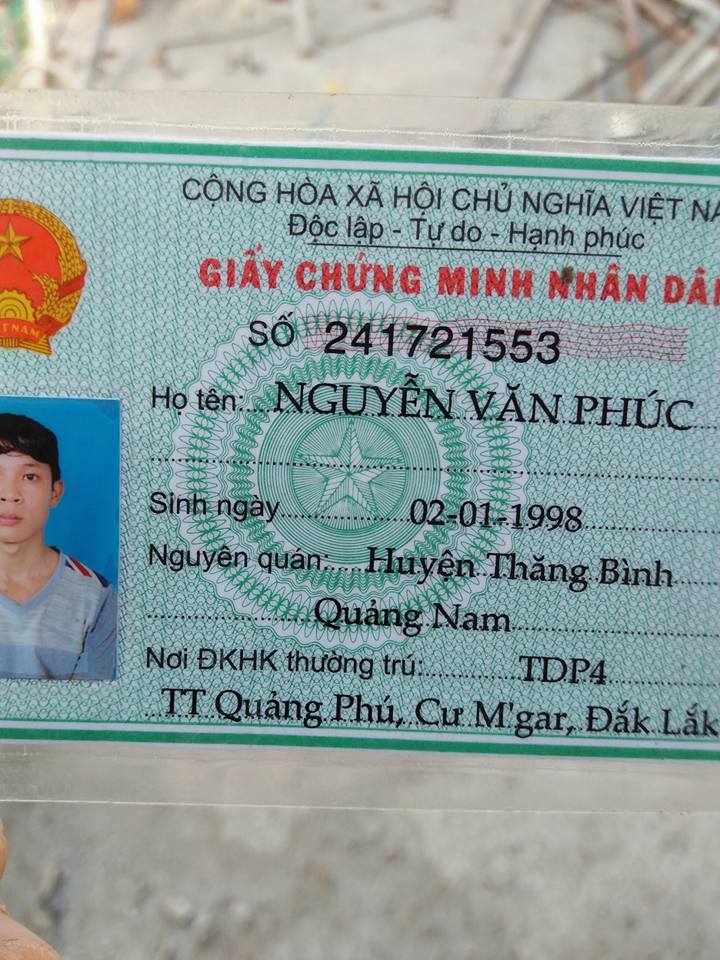 CỘNG HÒA XÃ HỘI CHỦ NGHĨA VIỆT NA
Độc lập - Tự do - Hạnh phúc
GIẤY CHỨNG MINH NHÂN DÂN
SỐ 241721553
Họ tên: NGUYỄN VĂN PHÚC
Sinh ngày 02-01-1998
Nguyên quán: Huyện Thăng Bình
Quảng Nam
Nơi ĐKHK thường trú: TDP4
TT Quảng Phú, Cư M'gar, Đắk Lắk
VIỆT NAM